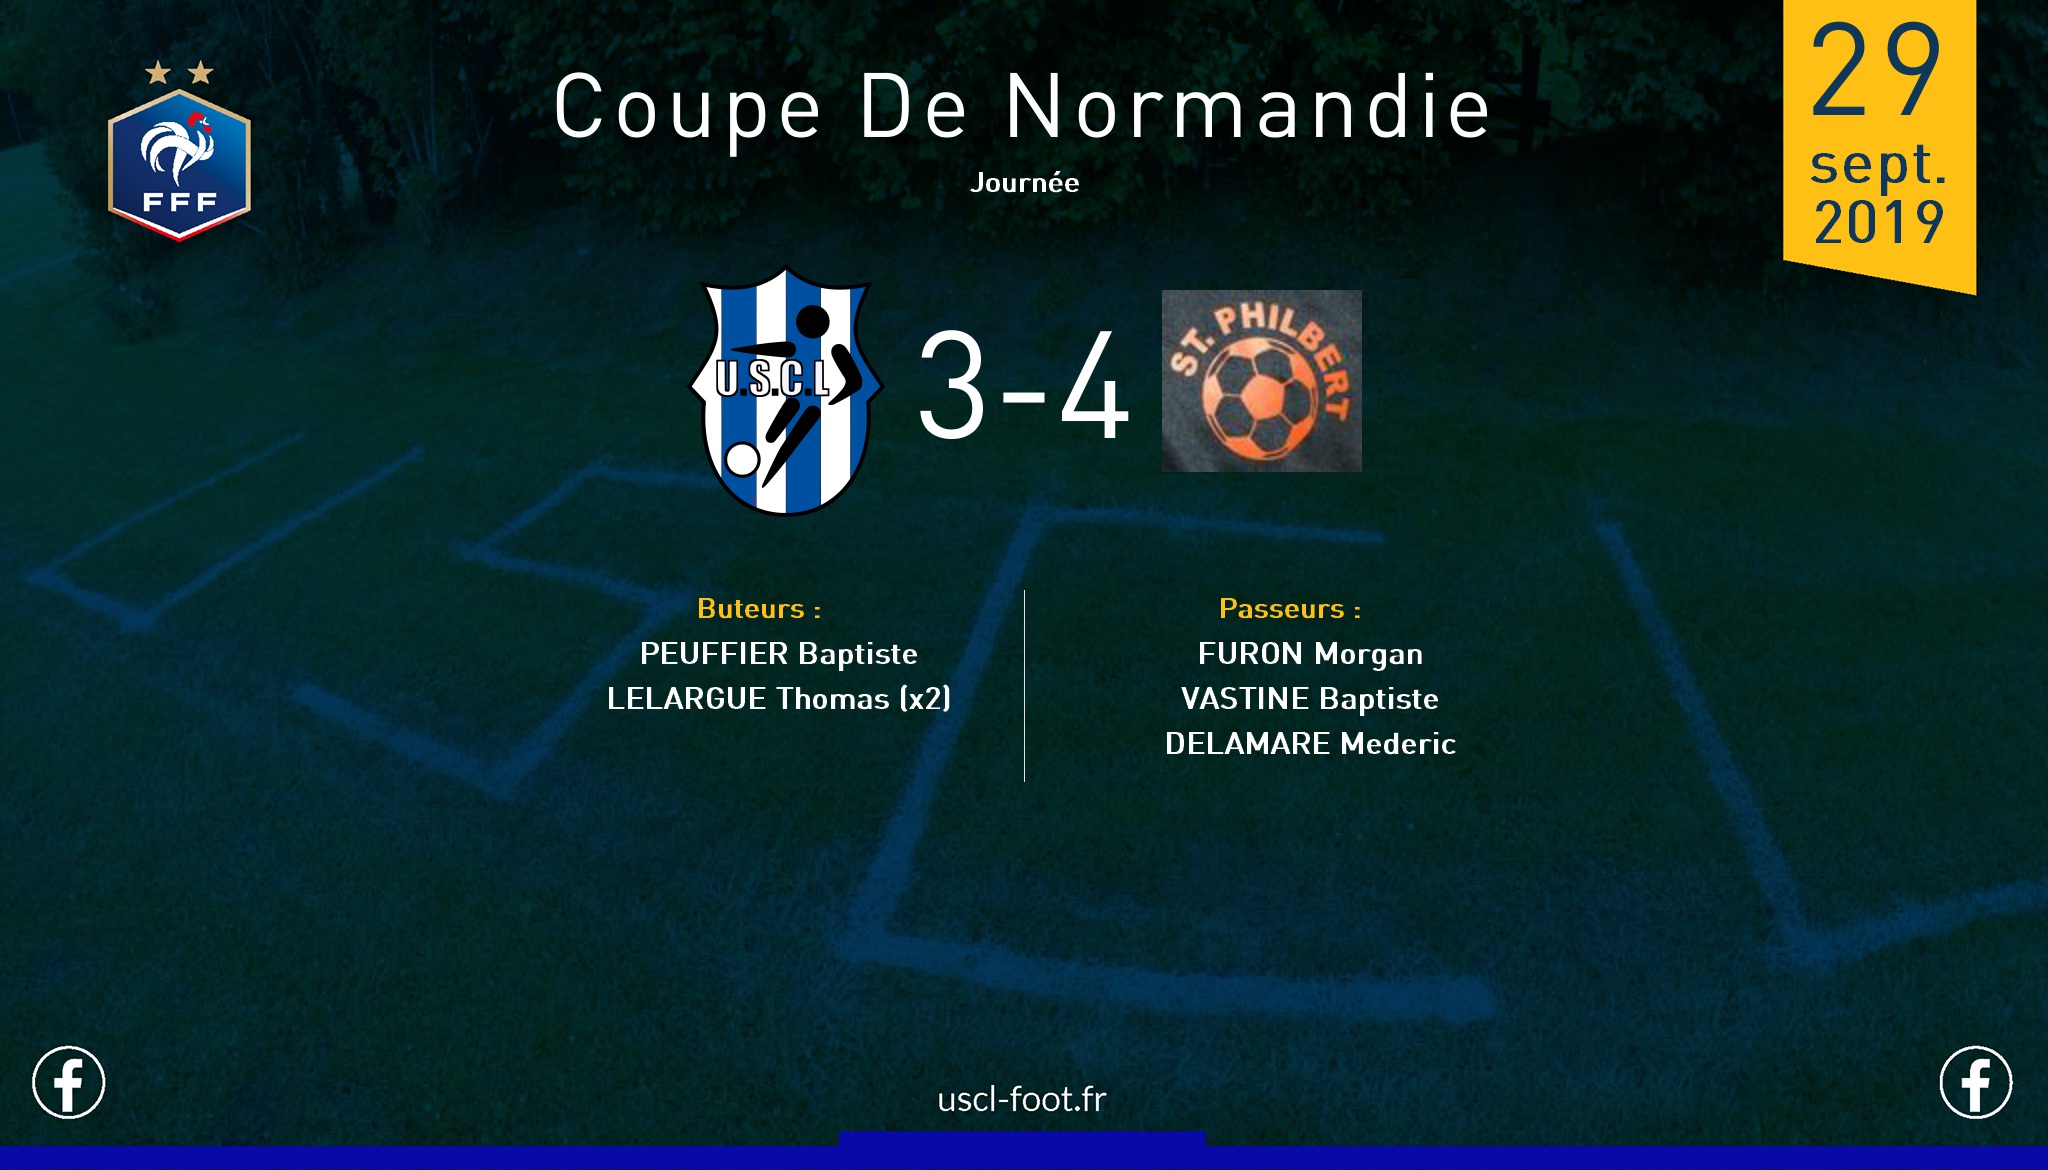 Coupe De Normandie
Journée
29
sept.
2019
FFF
U.S.C.L
3-4
ST. PHILBERT
Buteurs :
PEUFFIER Baptiste
LELARGUE Thomas (x2)
Passeurs :
FURON Morgan
VASTINE Baptiste
DELAMARE Mederic
USCL
uscl-foot.fr